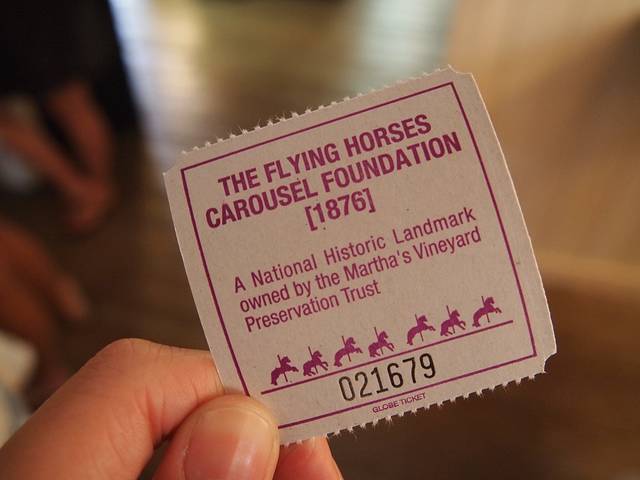 THE FLYING HORSES
CAROUSEL FOUNDATION
[1876]
A National Historic Landmark
owned by the Martha's Vineyard
Preservation Trust
021679
GLOBE TICKET